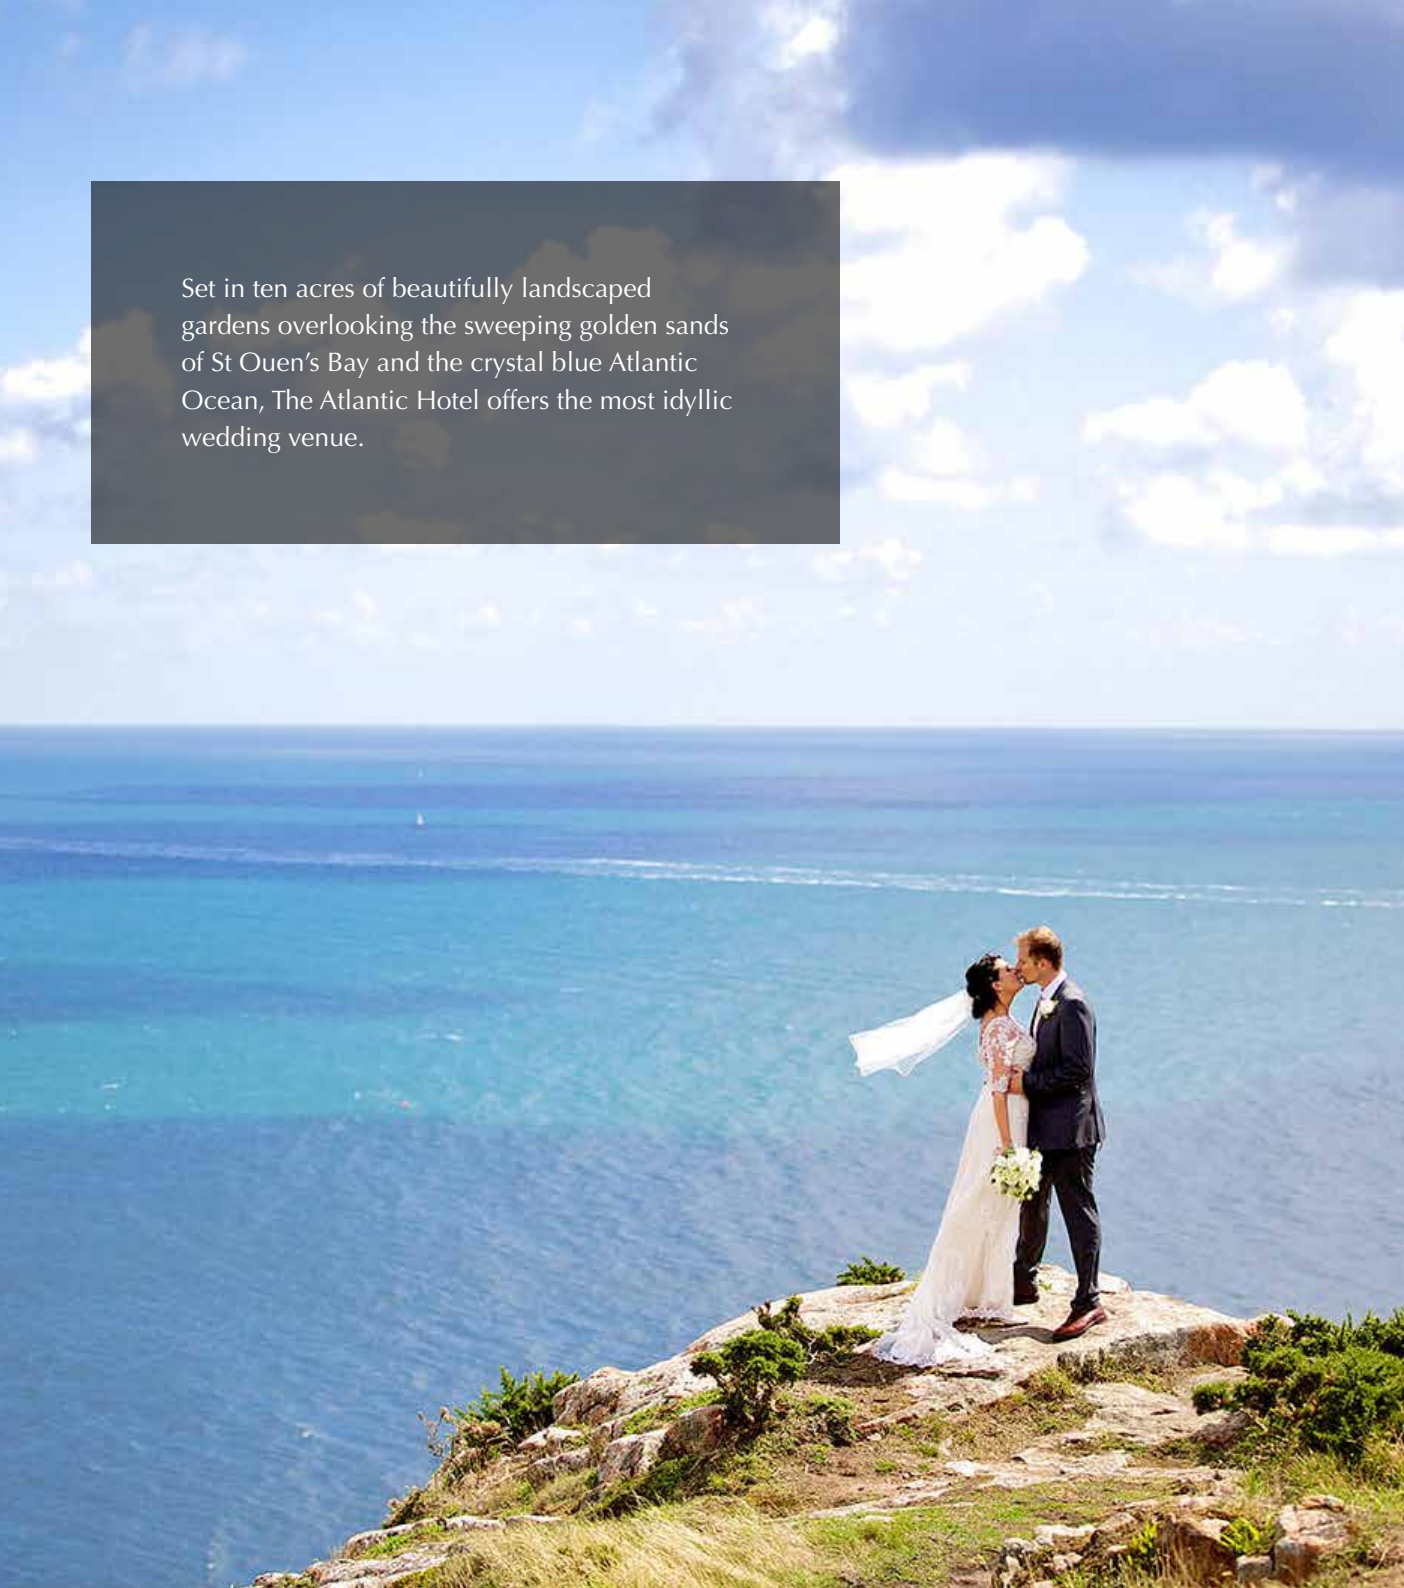 Set in ten acres of beautifully landscaped
gardens overlooking the sweeping golden sands
of St Ouen’s Bay and the crystal blue Atlantic
Ocean, The Atlantic Hotel offers the most idyllic
wedding venue.